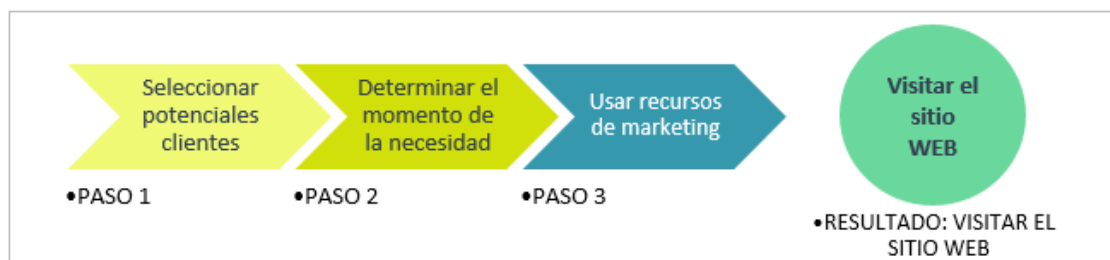 Seleccionar
potenciales
clientes
Determinar el
momento de
la necesidad
Usar recursos
de marketing
Visitar el
sitio
WEB
•PASO 1
•PASO 2
•PASO 3
•RESULTADO: VISITAR EL
SITIO WEB